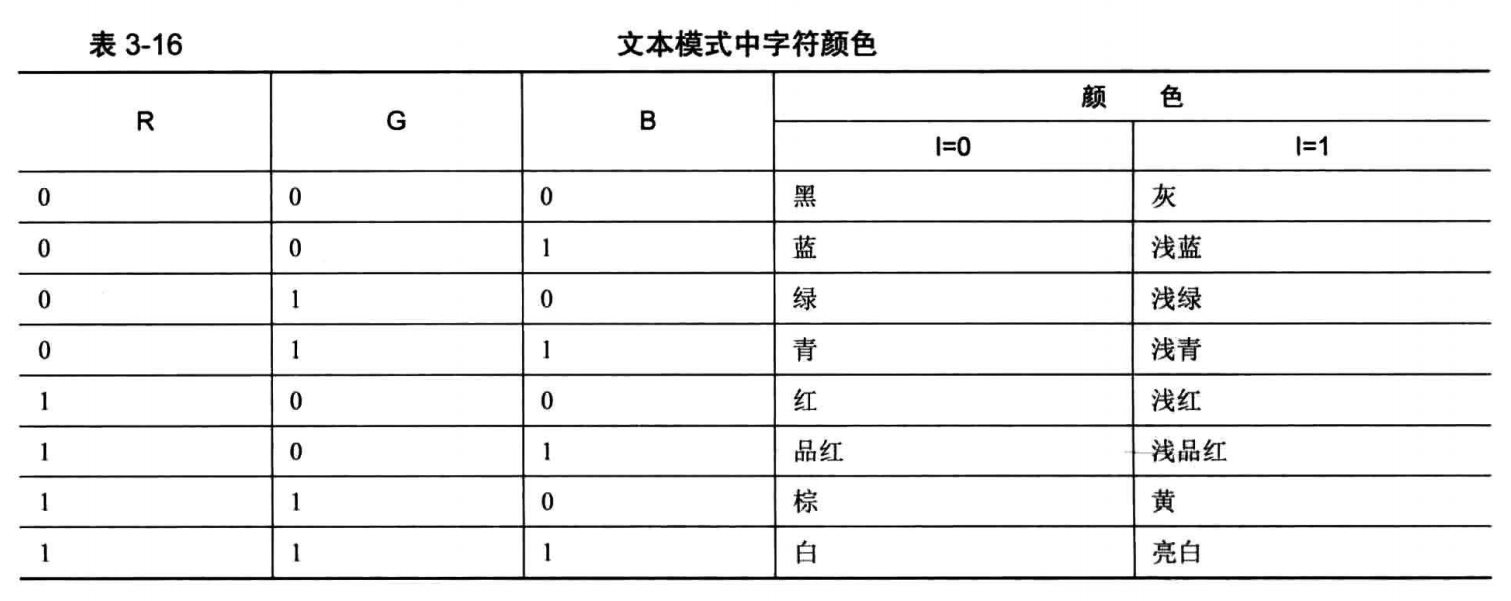 表 3-16 文本模式中字符颜色
R G B 颜 色
I=0 I=1
0 0 0 黑 灰
0 0 1 蓝 浅蓝
0 1 0 绿 浅绿
0 1 1 青 浅青
1 0 0 红 浅红
1 0 1 品红 浅品红
1 1 0 棕 黄
1 1 1 白 亮白